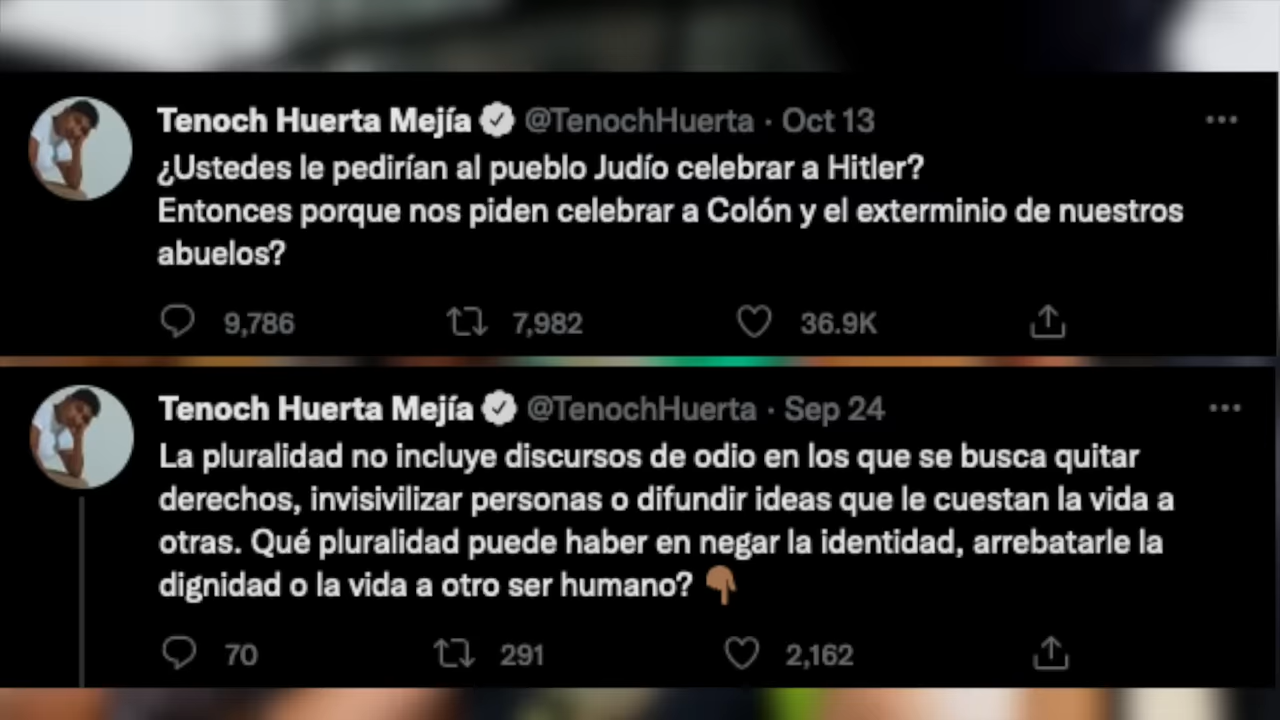 Tenoch Huerta Mejía @TenochHuerta · Oct 13
¿Ustedes le pedirían al pueblo Judío celebrar a Hitler?
Entonces porque nos piden celebrar a Colón y el exterminio de nuestros
abuelos?
9,786 7,982 36.9K
Tenoch Huerta Mejía @TenochHuerta · Sep 24
La pluralidad no incluye discursos de odio en los que se busca quitar
derechos, invisivilizar personas o difundir ideas que le cuestan la vida a
otras. Qué pluralidad puede haber en negar la identidad, arrebatarle la
dignidad o la vida a otro ser humano? 👇🏾
70 291 2,162